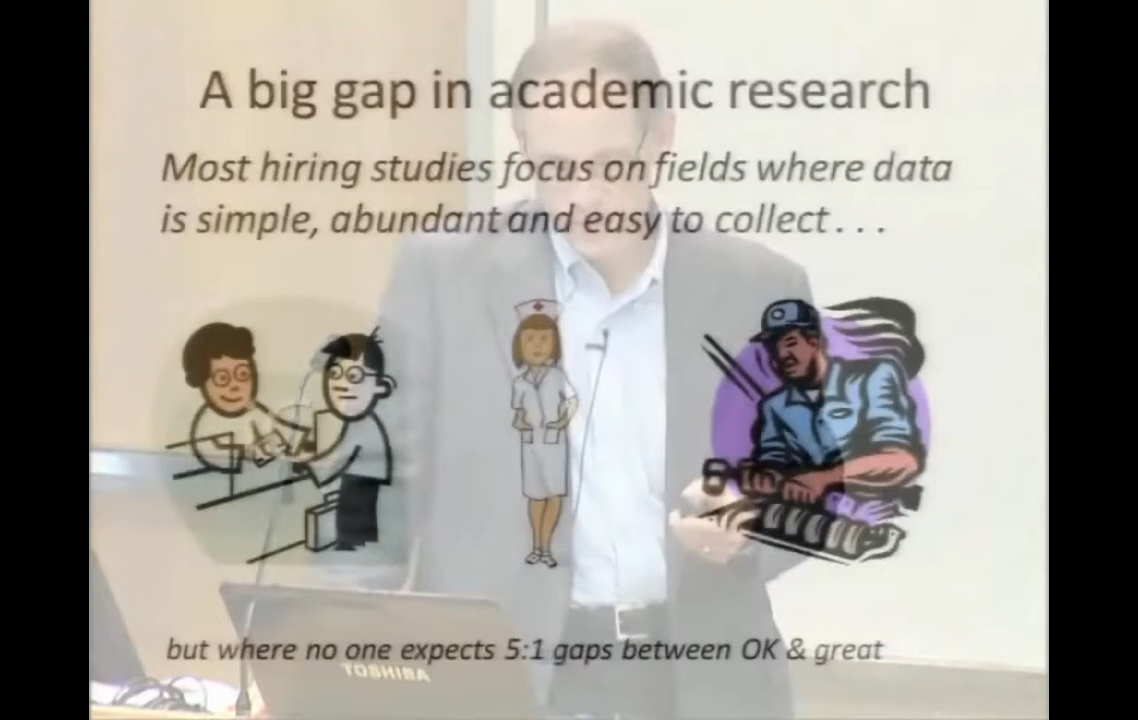 A big gap in academic research
Most hiring studies focus on fields where data
is simple, abundant and easy to collect . . .
but where no one expects 5:1 gaps between OK & great
TOSHIBA